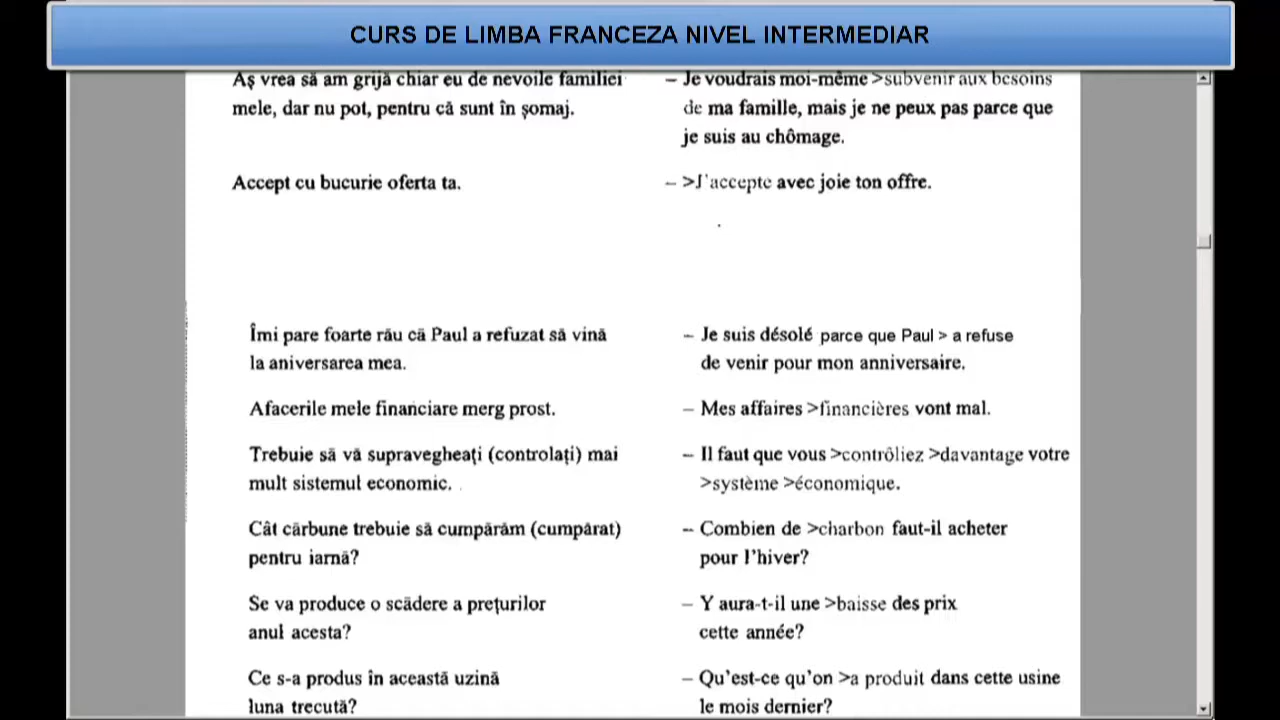 CURS DE LIMBA FRANCEZA NIVEL INTERMEDIAR
Aş vrea să am grijă chiar eu de nevoile familiei
mele, dar nu pot, pentru că sunt în şomaj.
– Je voudrais moi-même >subvenir aux besoins
de ma famille, mais je ne peux pas parce que
je suis au chômage.
Accept cu bucurie oferta ta.
– >J'accepte avec joie ton offre.
Îmi pare foarte rău că Paul a refuzat să vină
la aniversarea mea.
– Je suis désolé parce que Paul > a refuse
de venir pour mon anniversaire.
Afacerile mele financiare merg prost.
– Mes affaires >financières vont mal.
Trebuie să vă supravegheaţi (controlaţi) mai
mult sistemul economic.
– Il faut que vous >contrôliez >davantage votre
>système >économique.
Cât cărbune trebuie să cumpărăm (cumpărat)
pentru iarnă?
– Combien de >charbon faut-il acheter
pour l'hiver?
Se va produce o scădere a preţurilor
anul acesta?
– Y aura-t-il une >baisse des prix
cette année?
Ce s-a produs în această uzină
luna trecută?
– Qu'est-ce qu'on >a produit dans cette usine
le mois dernier?